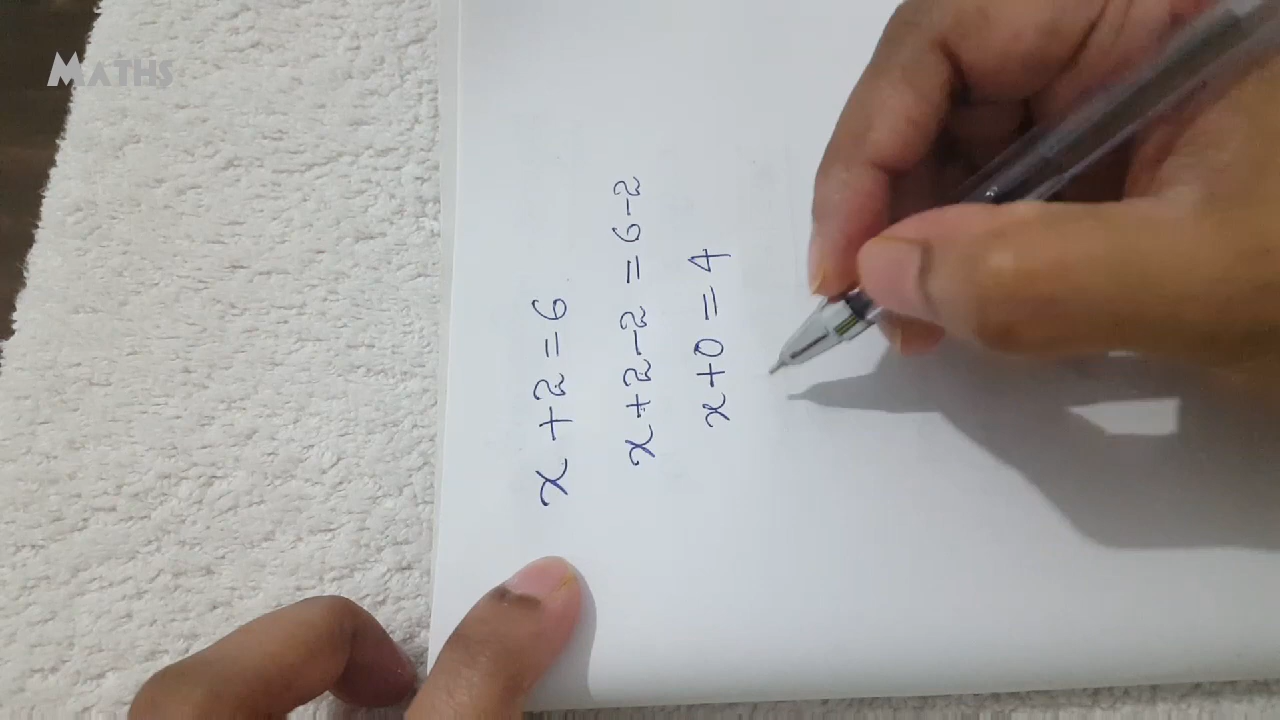 MATHS
x + 2 = 6
x + 2 - 2 = 6 - 2
x + 0 = 4